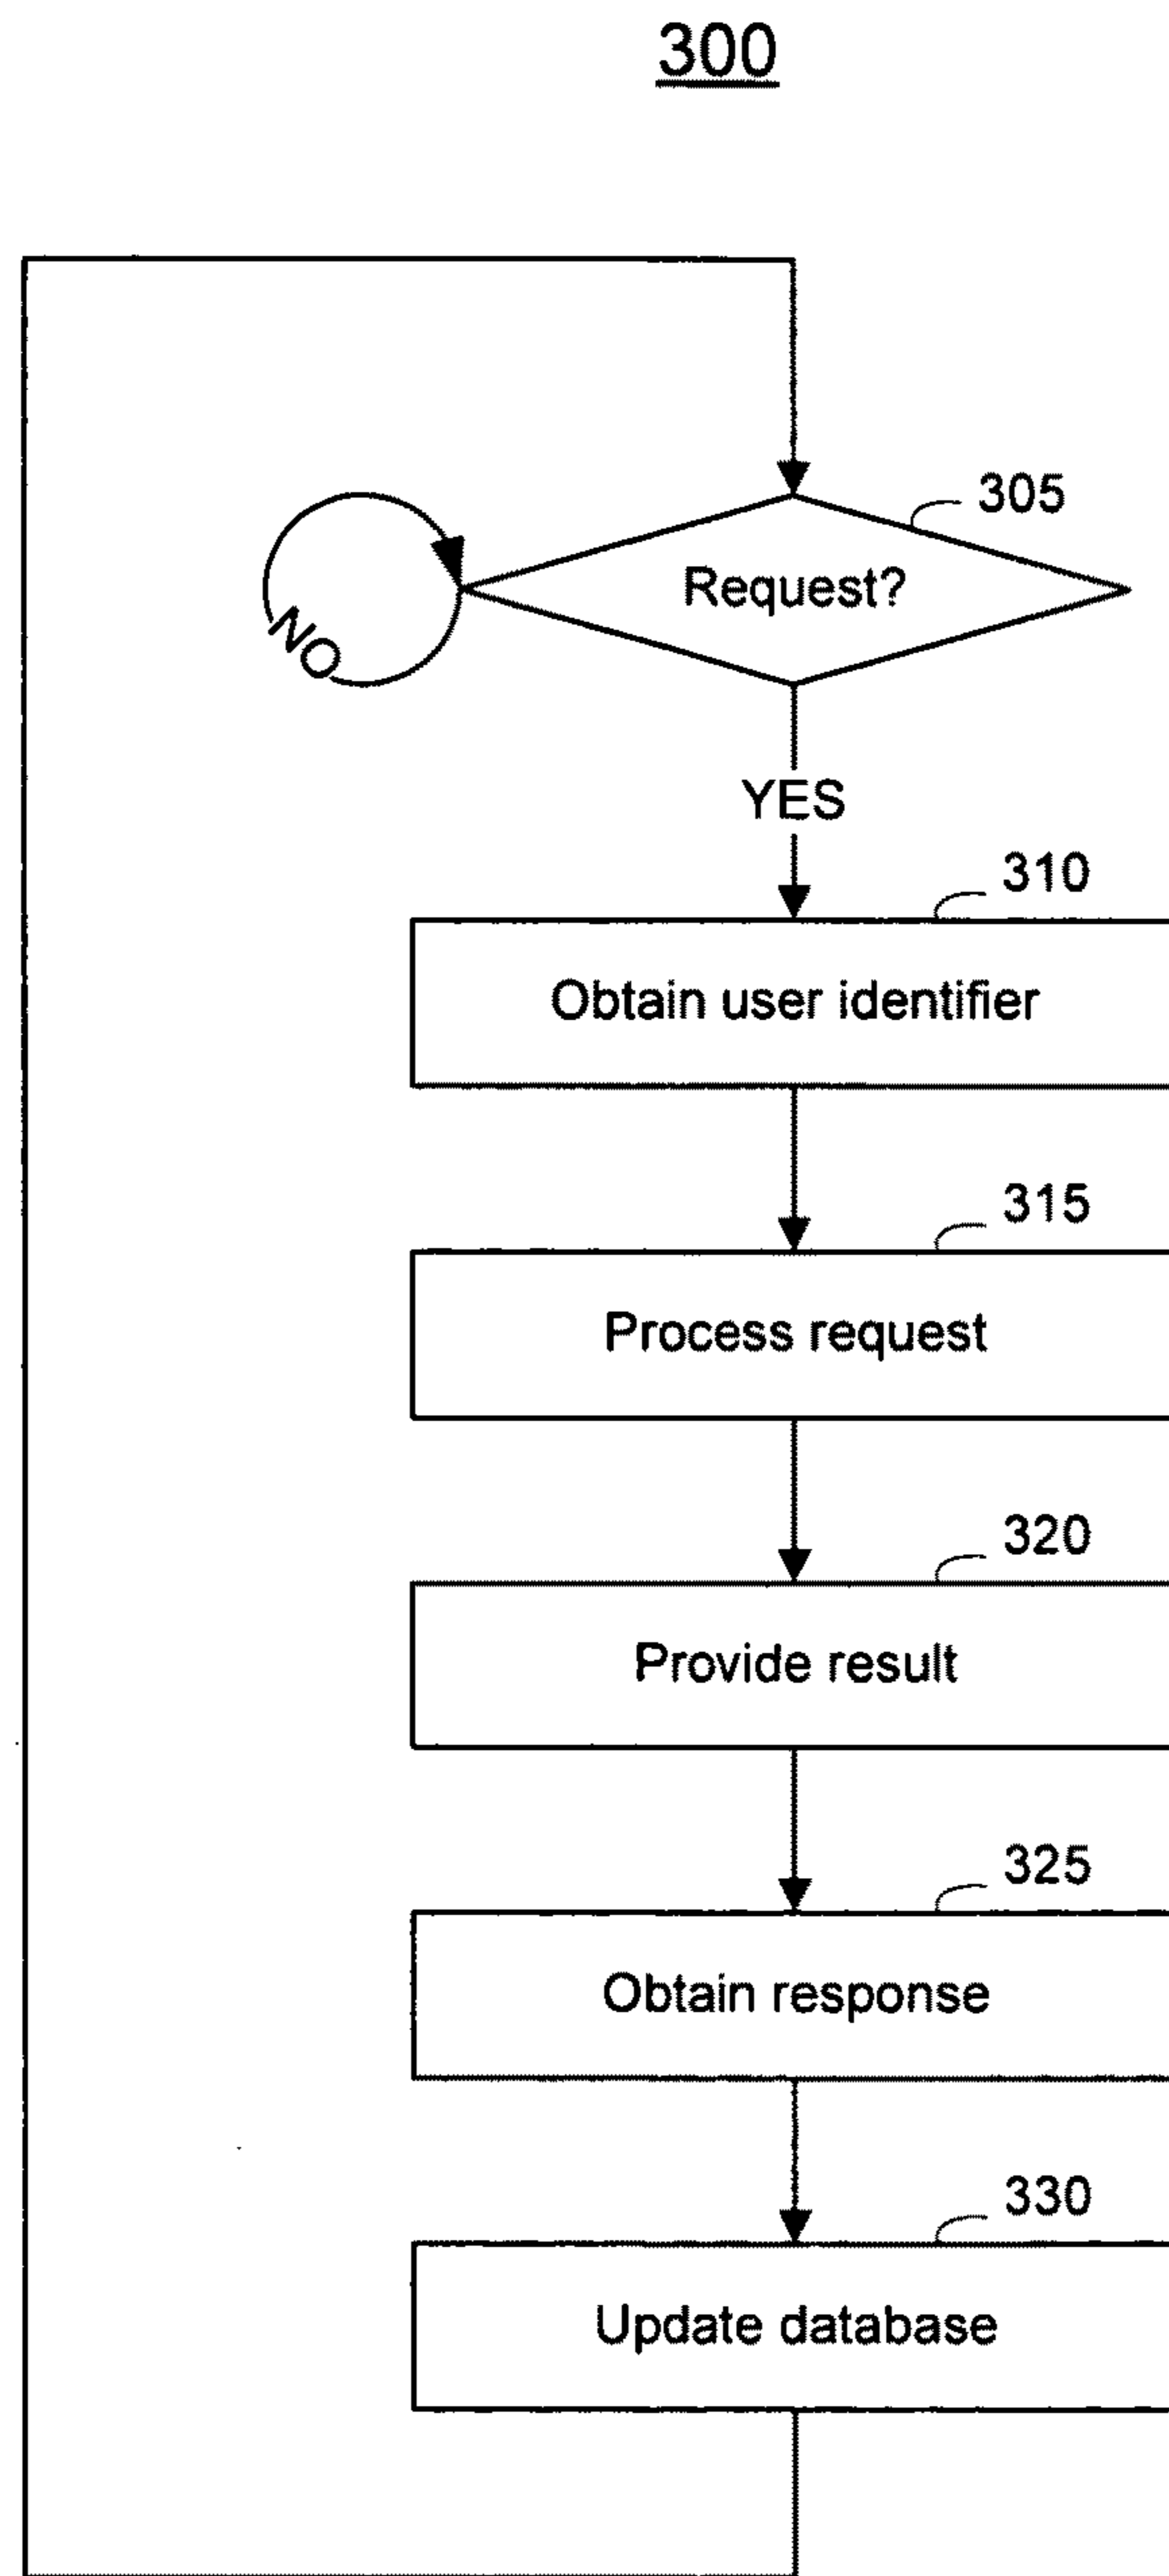 300
305
Request?
NO
YES
310
Obtain user identifier
315
Process request
320
Provide result
325
Obtain response
330
Update database